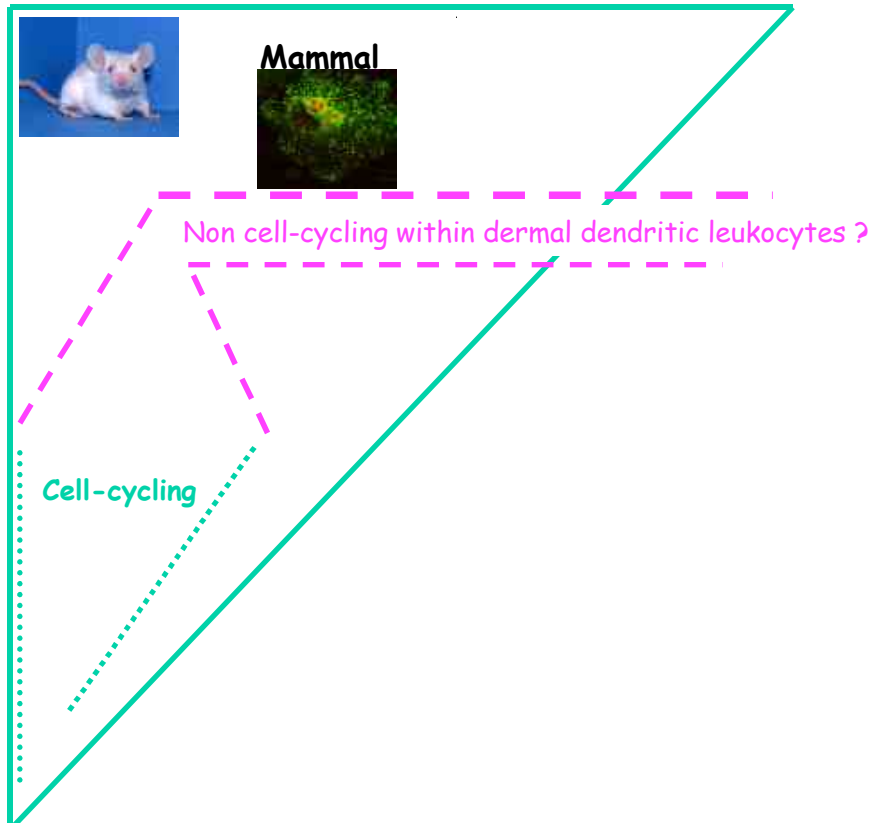 Mammal
Non cell-cycling within dermal dendritic leukocytes ?
Cell-cycling